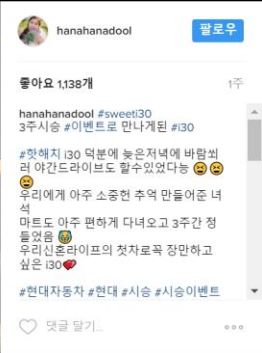 hanahanadool
팔로우
좋아요 1,138개
1주
hanahanadool #sweeti30
3주시승 #이벤트로 만나게된 #i30
#핫해치 i30 덕분에 늦은저녁에 바람쐬
러 야간드라이브도 할수있었다능 😫😫
😫
우리에게 아주 소중헌 추억 만들어준 녀
석
마트도 아주 편하게 다녀오고 3주간 정
들었음 😭
우리신혼라이프의 첫차로꼭 장만하고
싶은 i30💘
#현대자동차 #현대 #시승 #시승이벤트
댓글 달기...